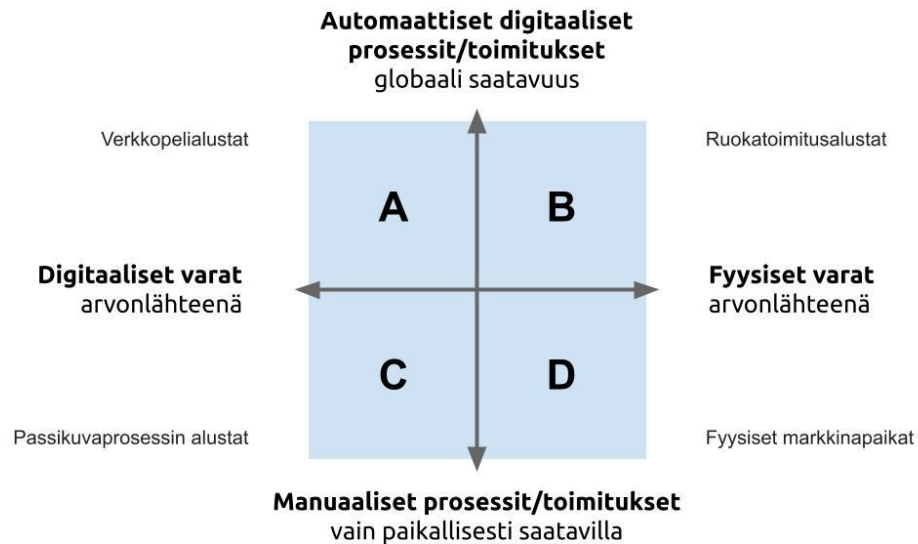 Automaattiset digitaaliset
prosessit/toimitukset
globaali saatavuus
Verkkopelialustat
Ruokatoimitusalustat
A
B
Digitaaliset varat
arvonlähteenä
Fyysiset varat
arvonlähteenä
C
D
Passikuvaprosessin alustat
Fyysiset markkinapaikat
Manuaaliset prosessit/toimitukset
vain paikallisesti saatavilla